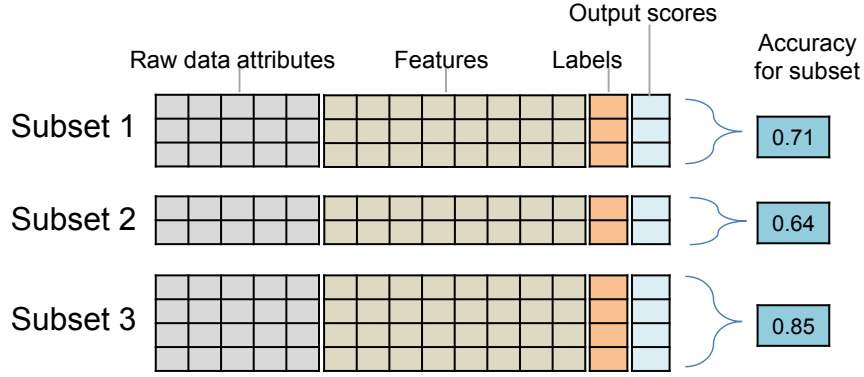 Output scores
Raw data attributes
Features
Labels
Accuracy
for subset
Subset 1
0.71
Subset 2
0.64
Subset 3
0.85